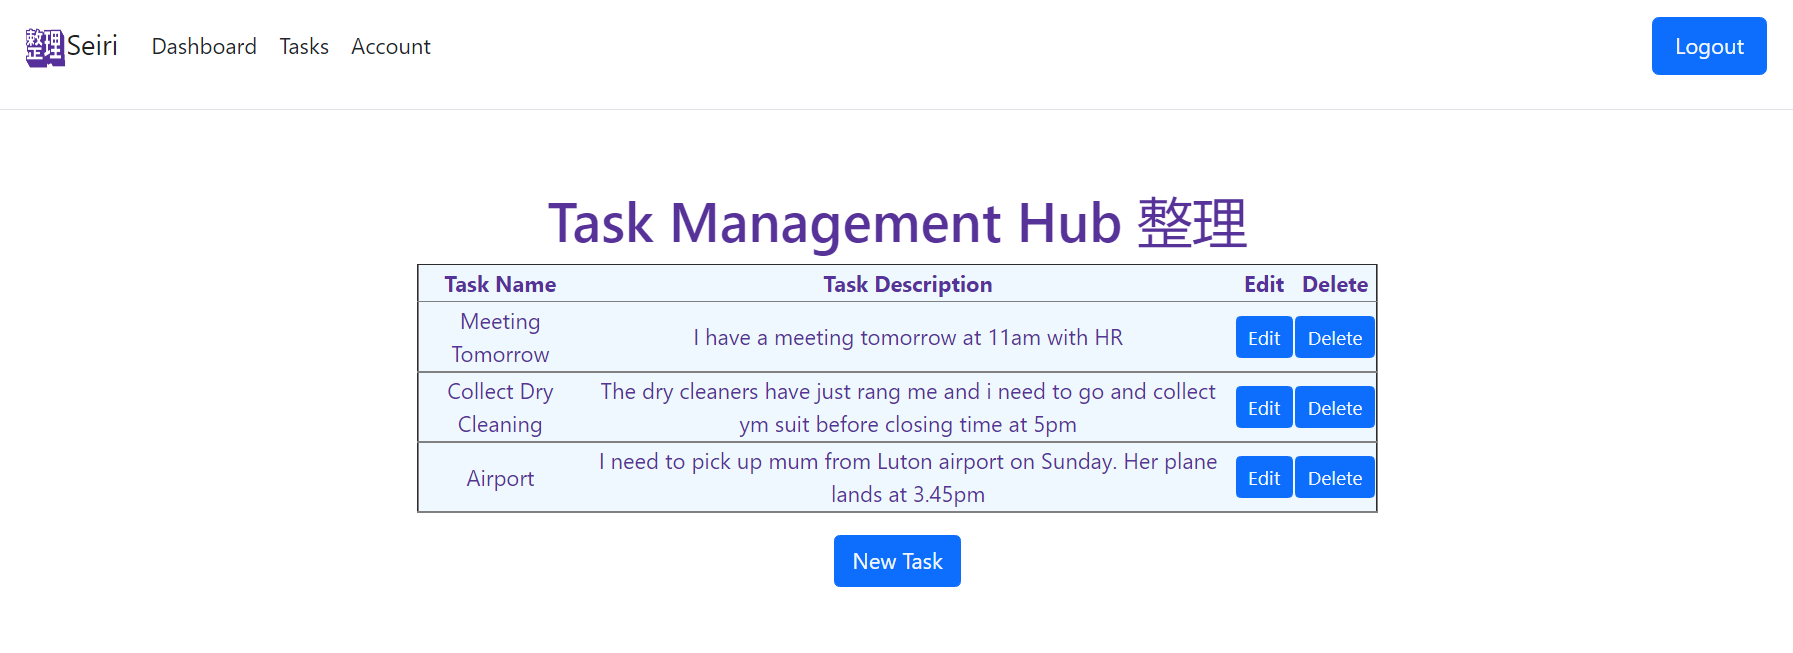 整理 Seiri Dashboard Tasks Account Logout
Task Management Hub 整理
Task Name Task Description Edit Delete
Meeting
Tomorrow
I have a meeting tomorrow at 11am with HR
Edit Delete
Collect Dry
Cleaning
The dry cleaners have just rang me and i need to go and collect
ym suit before closing time at 5pm
Edit Delete
Airport
I need to pick up mum from Luton airport on Sunday. Her plane
lands at 3.45pm
Edit Delete
New Task